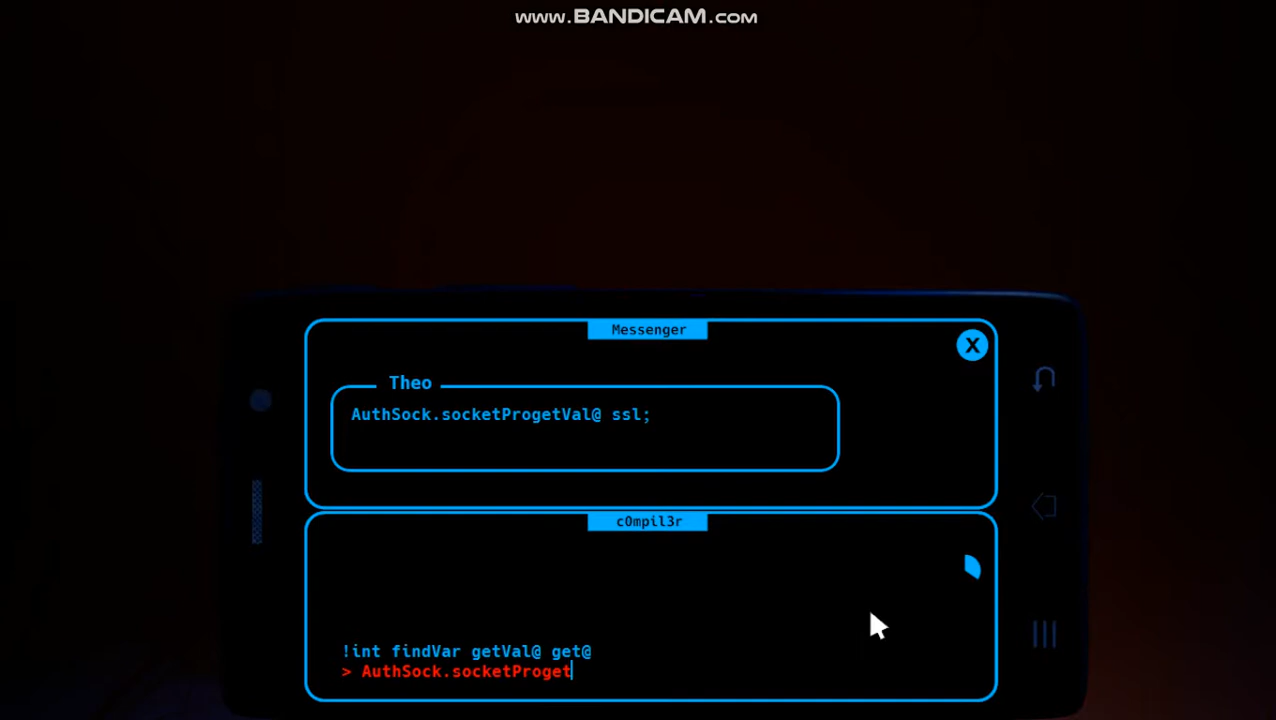 www.BANDICAM.com
Messenger
X
Theo
AuthSock.socketProgetVal@ ssl;
c0mpil3r
!int findVar getVal@ get@
> AuthSock.socketProget